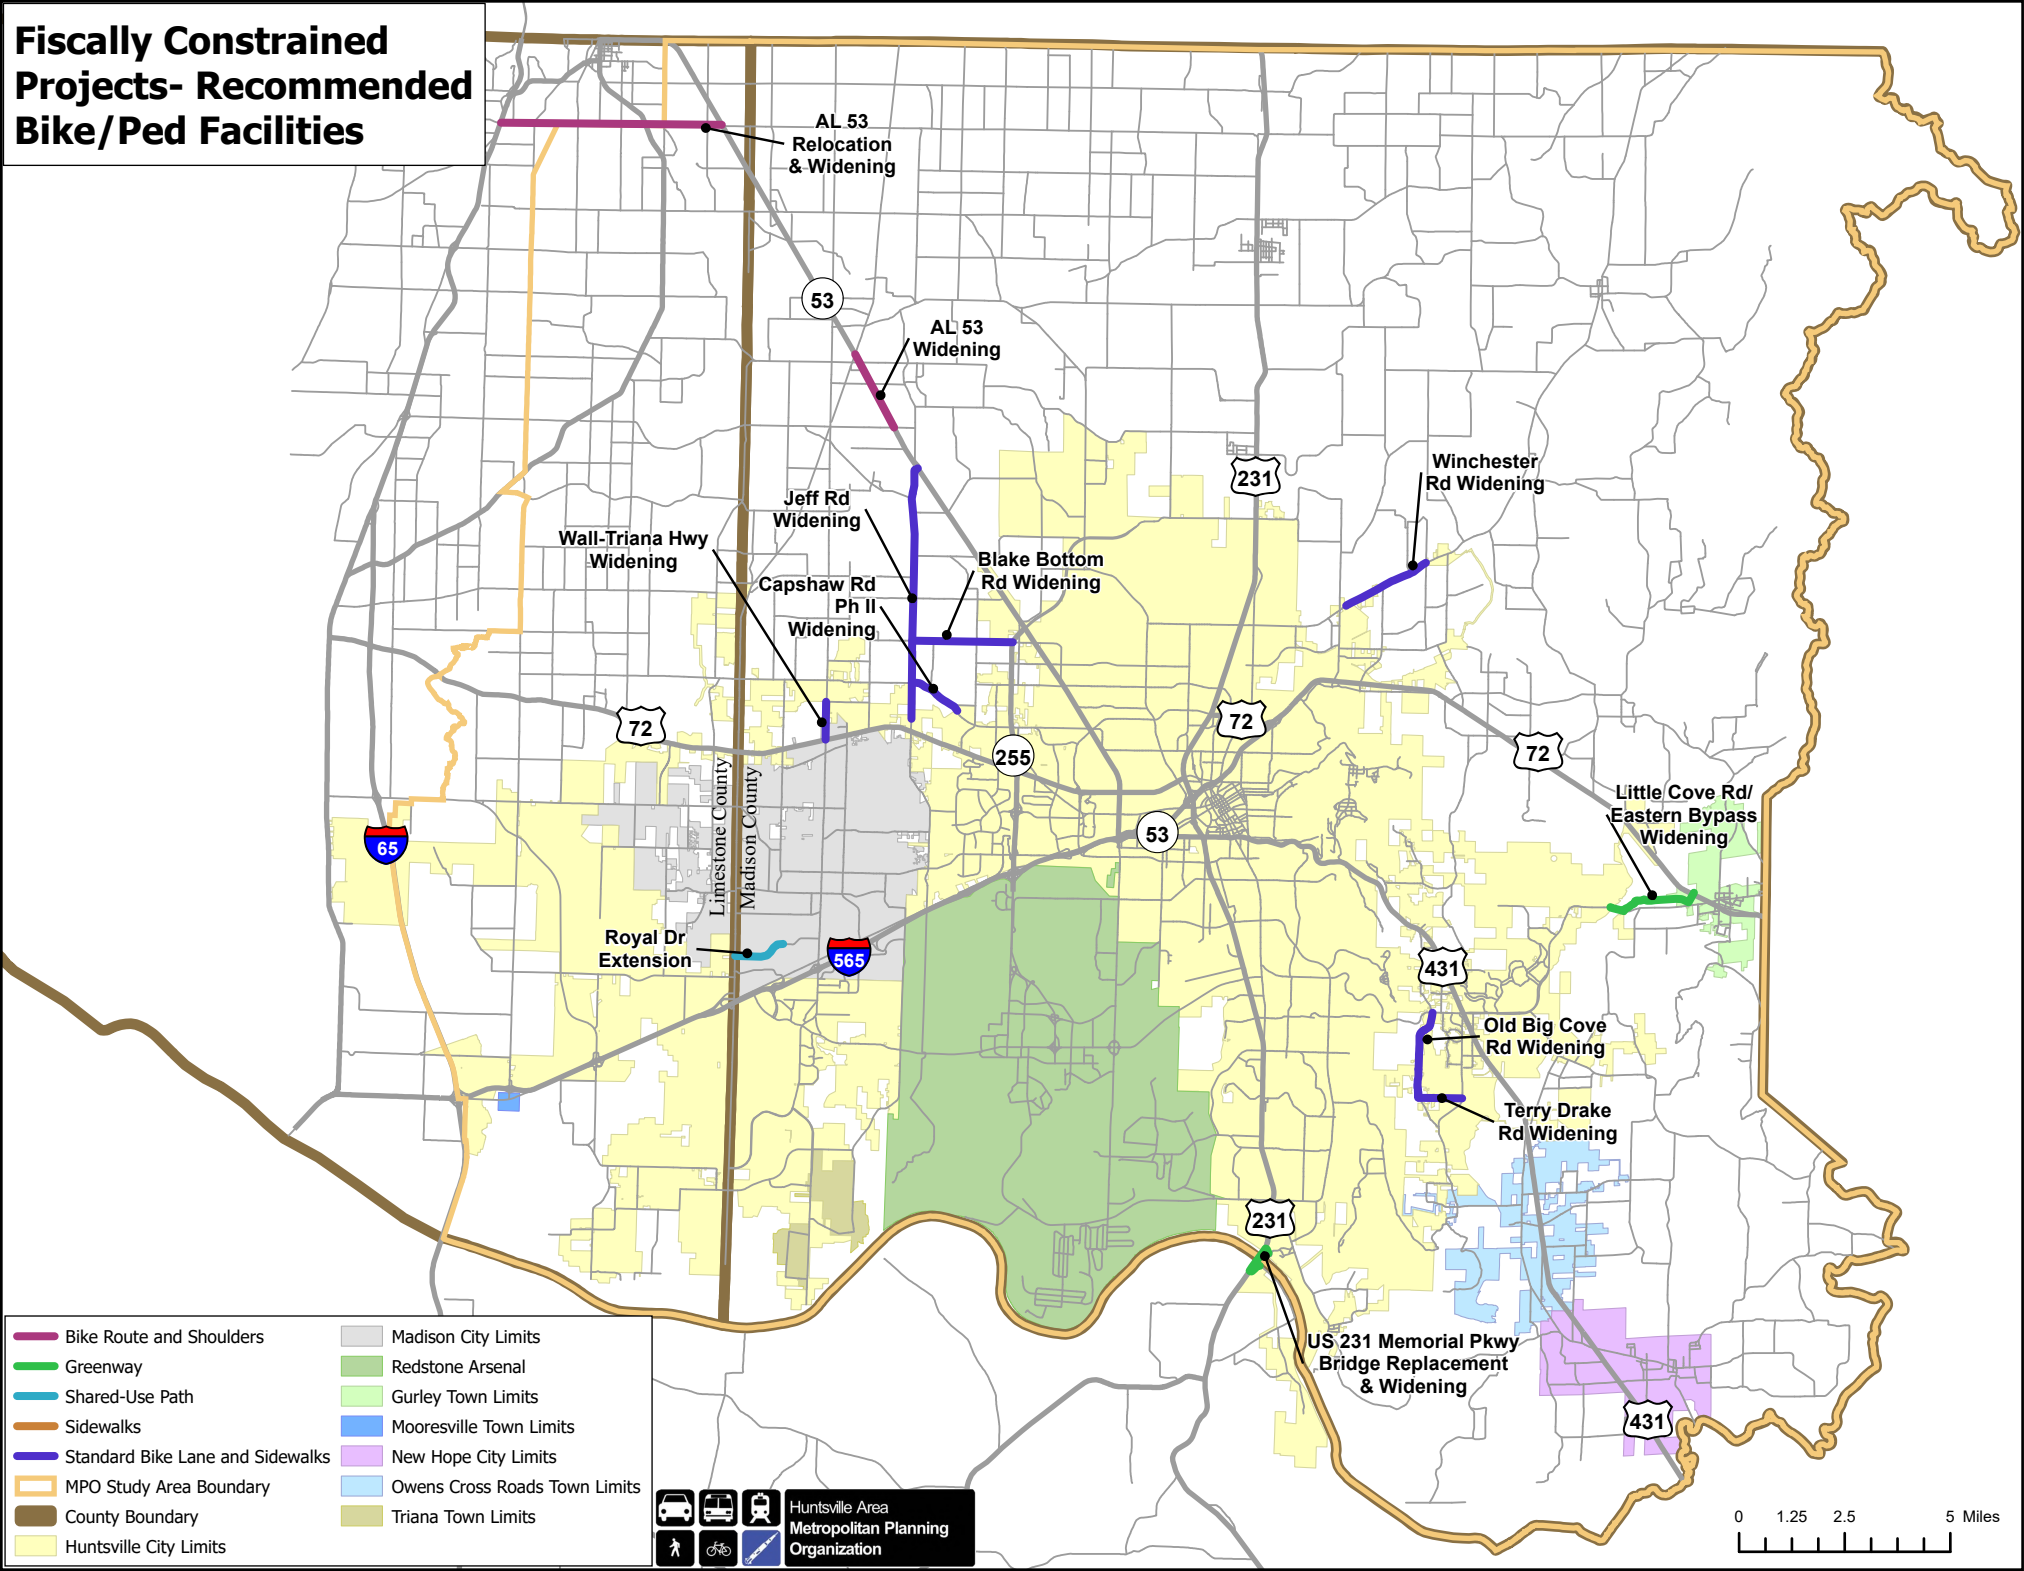 Fiscally Constrained
Projects- Recommended
Bike/Ped Facilities
AL 53
Relocation
& Widening
53
AL 53
Widening
231
Winchester
Rd Widening
Jeff Rd
Widening
Wall-Triana Hwy
Widening
Blake Bottom
Rd Widening
Capshaw Rd
Ph II
Widening
72
72
72
255
Limestone County
Madison County
Little Cove Rd/
Eastern Bypass
Widening
53
65
Royal Dr
Extension
565
431
Old Big Cove
Rd Widening
Terry Drake
Rd Widening
231
US 231 Memorial Pkwy
Bridge Replacement
& Widening
431
Bike Route and Shoulders
Greenway
Shared-Use Path
Sidewalks
Standard Bike Lane and Sidewalks
MPO Study Area Boundary
County Boundary
Huntsville City Limits
Madison City Limits
Redstone Arsenal
Gurley Town Limits
Mooresville Town Limits
New Hope City Limits
Owens Cross Roads Town Limits
Triana Town Limits
Huntsville Area
Metropolitan Planning
Organization
0 1.25 2.5 5 Miles